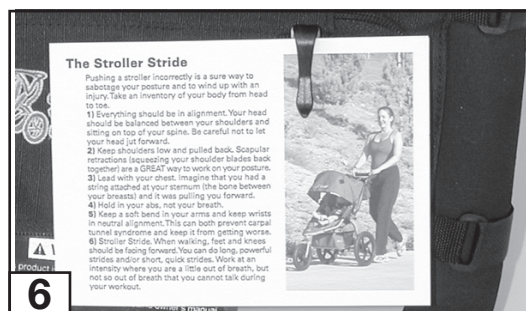 The Stroller Stride
Pushing a stroller incorrectly is a sure way to
sabotage your posture and to wind up with an
injury. Take an inventory of your body from head
to toe.
1) Everything should be in alignment. Your head
should be balanced between your shoulders and
sitting on top of your spine. Be careful not to let
your head jut forward.
2) Keep shoulders low and pulled back. Scapular
retractions (squeezing your shoulder blades back
together) are a GREAT way to work on your posture.
3) Lead with your chest. Imagine that you had a
string attached at your sternum (the bone between
your breasts) and it was pulling you forward.
4) Hold in your abs, not your breath.
5) Keep a soft bend in your arms and keep wrists
in neutral alignment. This can both prevent carpal
tunnel syndrome and keep it from getting worse.
6) Stroller Stride. When walking, feet and knees
should be facing forward. You can do long, powerful
strides and/or short, quick strides. Work at an
intensity where you are a little out of breath, but
not so out of breath that you cannot talk during
your workout.
product
owner's manual
6